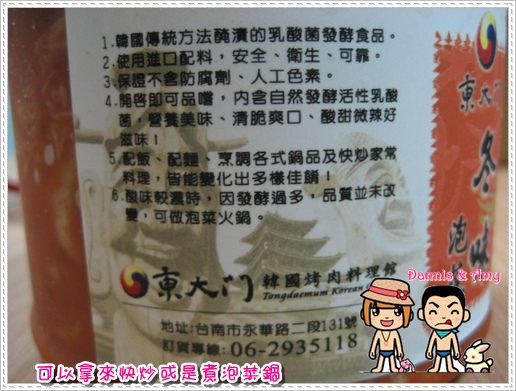 1.韓國傳統方法醃漬的乳酸菌發酵食品。
2.使用進口配料，安全、衛生、可靠。
3.保證不含防腐劑、人工色素。
4.開啓即可品嚐，內含自然發酵活性乳酸
菌，營養美味、清脆爽口、酸甜微辣好
滋味！
5.配飯、配麵、烹調各式鍋品及快炒家常
料理，皆能變化出多樣佳餚！
6.酸味較濃時，因發酵過多，品質並未改
變，可做泡菜火鍋。
東大門 韓國烤肉料理館
Tongdaemum Korean
地址:台南市永華路二段131號
訂貨專線: 06-2935118
東大門
冬
味
泡
Dannis & Amy
可以拿來快炒或是煮泡菜鍋